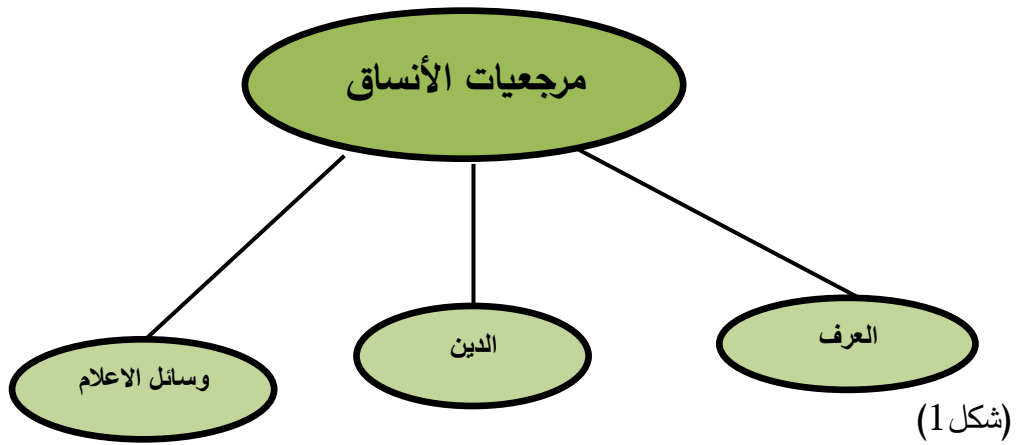 مرجعيات الأنساق
العرف
الدين
وسائل الاعلام
(شكل1)